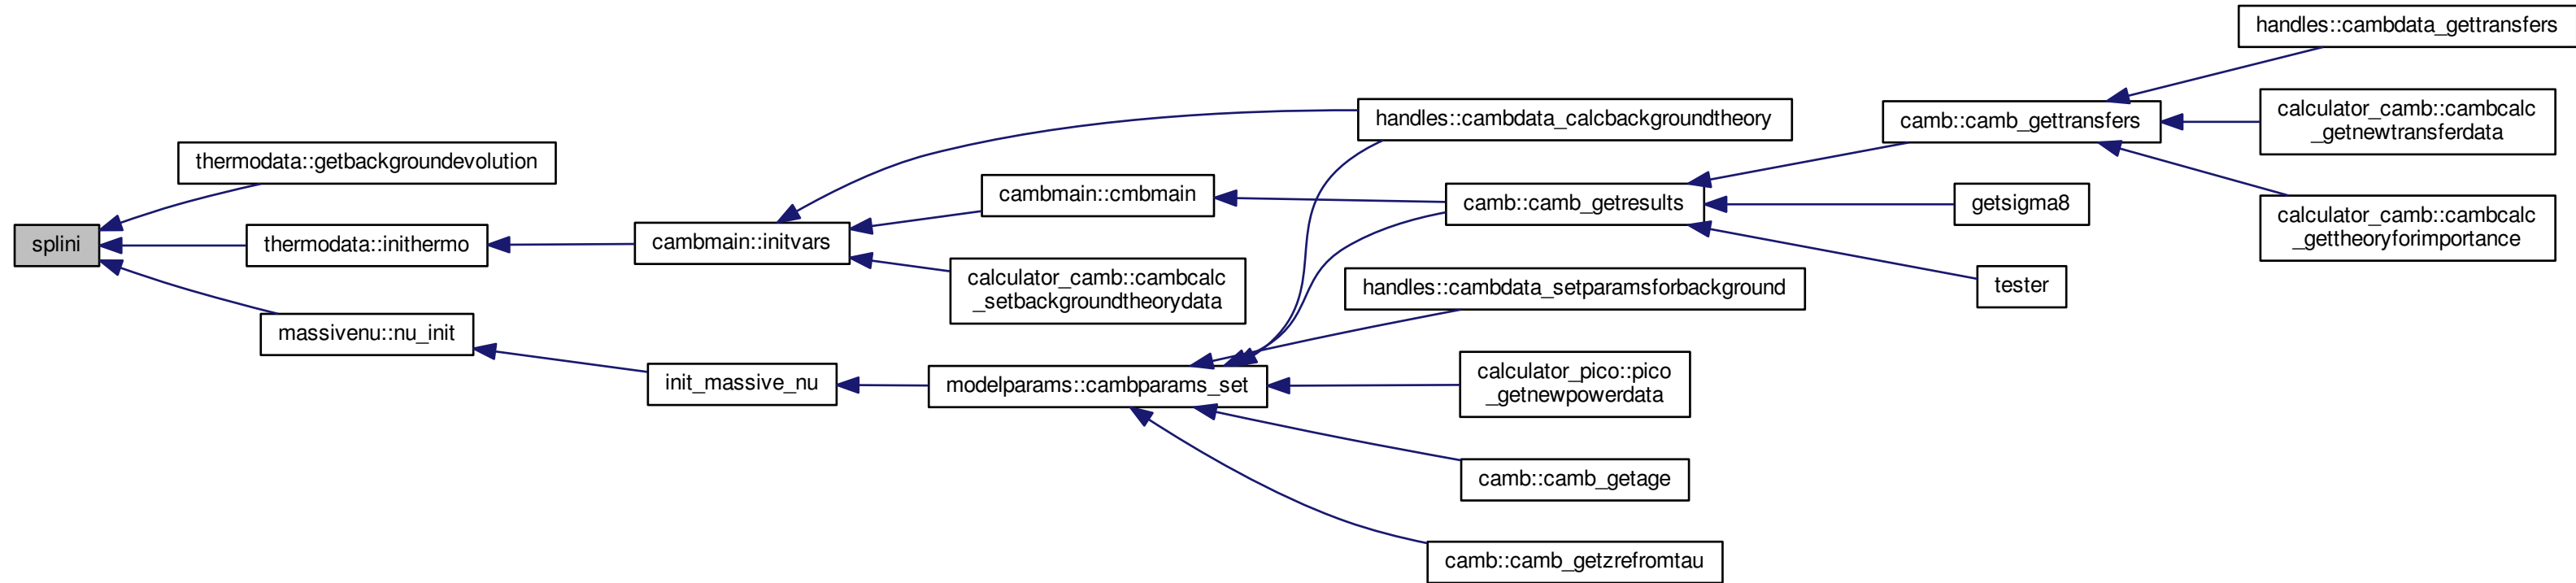 handles::cambdata_gettransfers
handles::cambdata_calcbackgroundtheory
camb::camb_gettransfers
calculator_camb::cambcalc
_getnewtransferdata
thermodata::getbackgroundevolution
cambmain::cmbmain
camb::camb_getresults
getsigma8
calculator_camb::cambcalc
_gettheoryforimportance
splini
thermodata::inithermo
cambmain::initvars
calculator_camb::cambcalc
_setbackgroundtheorydata
handles::cambdata_setparamsforbackground
tester
massivenu::nu_init
init_massive_nu
modelparams::cambparams_set
calculator_pico::pico
_getnewpowerdata
camb::camb_getage
camb::camb_getzrefromtau